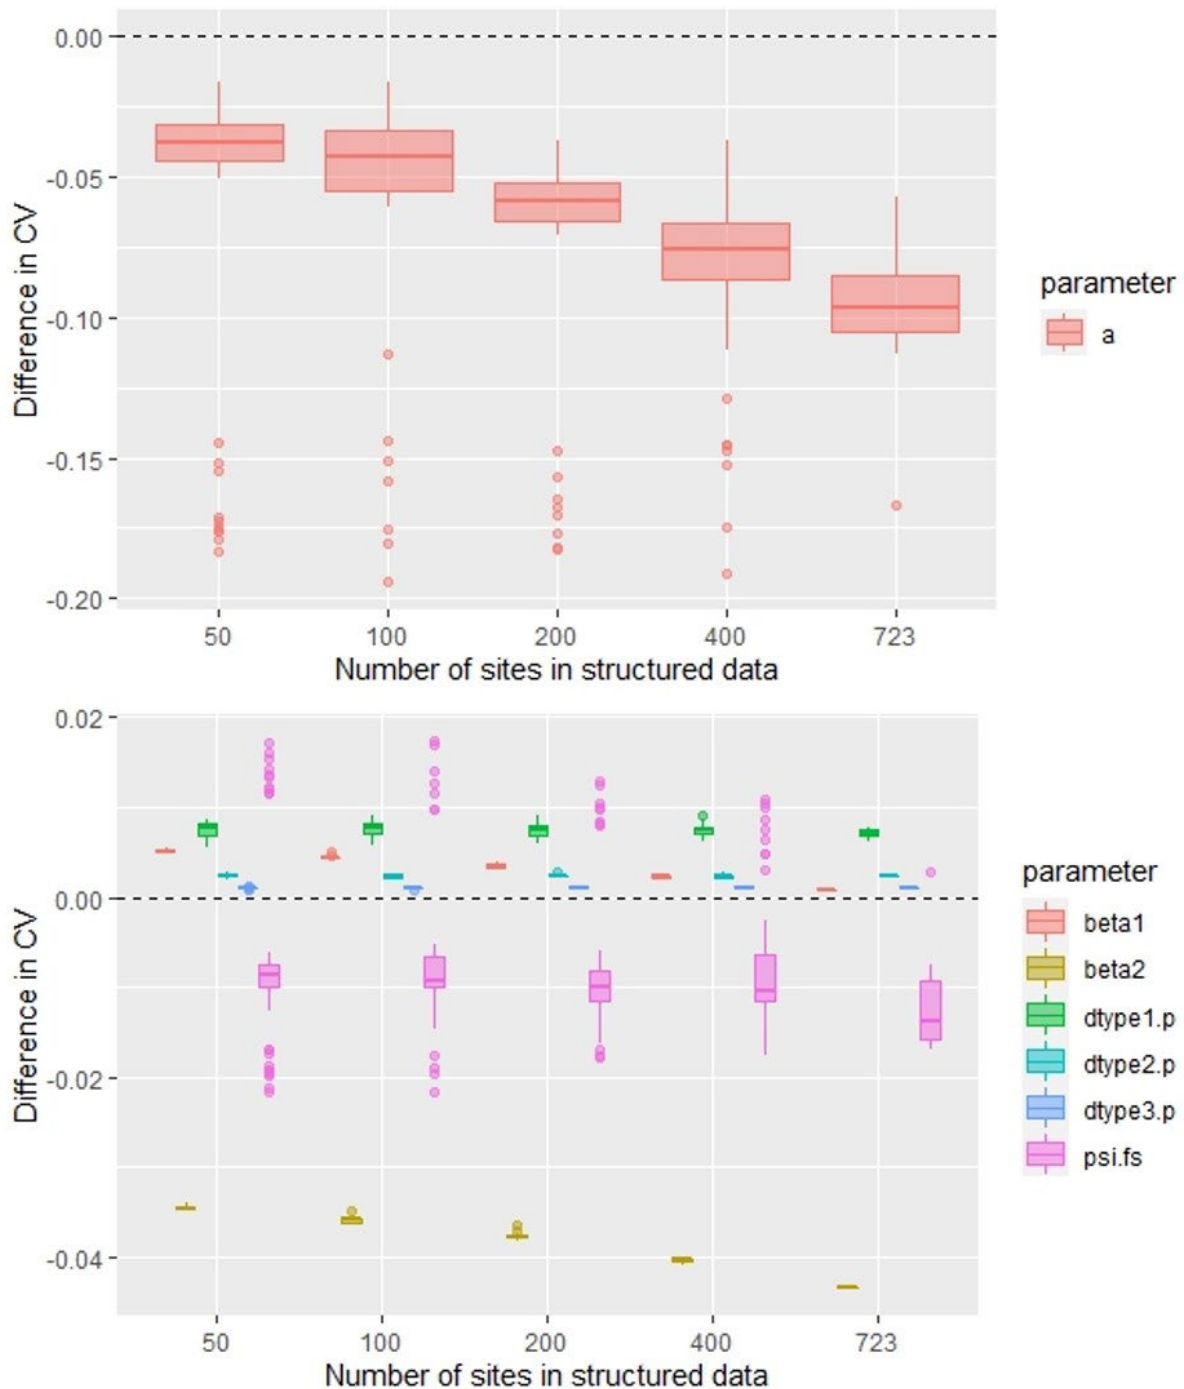 0.00
-0.05
-0.10
-0.15
-0.20
Difference in CV
50 100 200 400 723
Number of sites in structured data
parameter
a
0.02
0.00
-0.02
-0.04
Difference in CV
50 100 200 400 723
Number of sites in structured data
parameter
beta1
beta2
dtype1.p
dtype2.p
dtype3.p
psi.fs